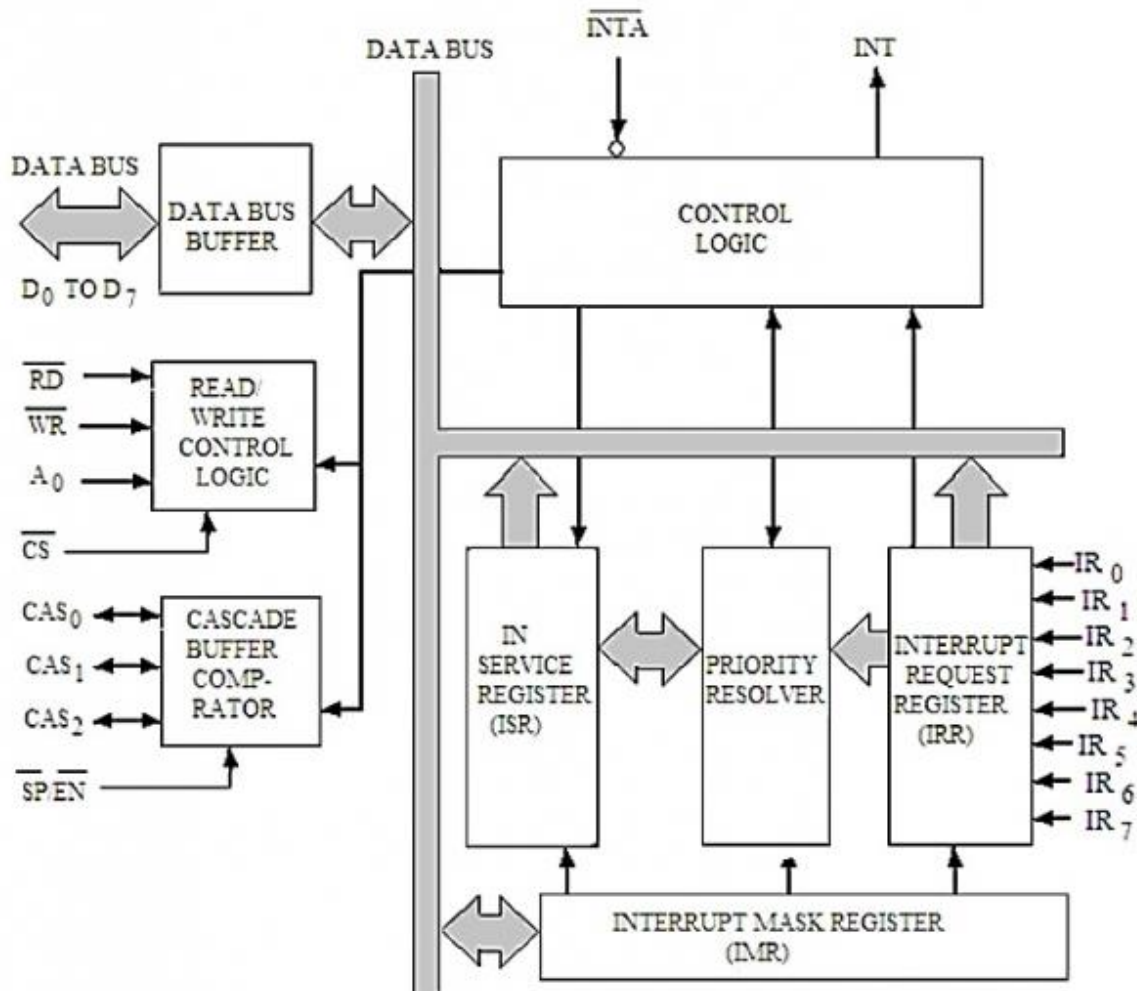 INTA
DATA BUS
INT
DATA BUS
DATA BUS
BUFFER
CONTROL
LOGIC
D0 TO D7
RD
WR
A0
CS
READ/
WRITE
CONTROL
LOGIC
CAS0
CAS1
CAS2
SP/EN
CASCADE
BUFFER
COMP-
RATOR
IN
SERVICE
REGISTER
(ISR)
PRIORITY
RESOLVER
INTERRUPT
REQUEST
REGISTER
(IRR)
IR0
IR1
IR2
IR3
IR4
IR5
IR6
IR7
INTERRUPT MASK REGISTER
(IMR)